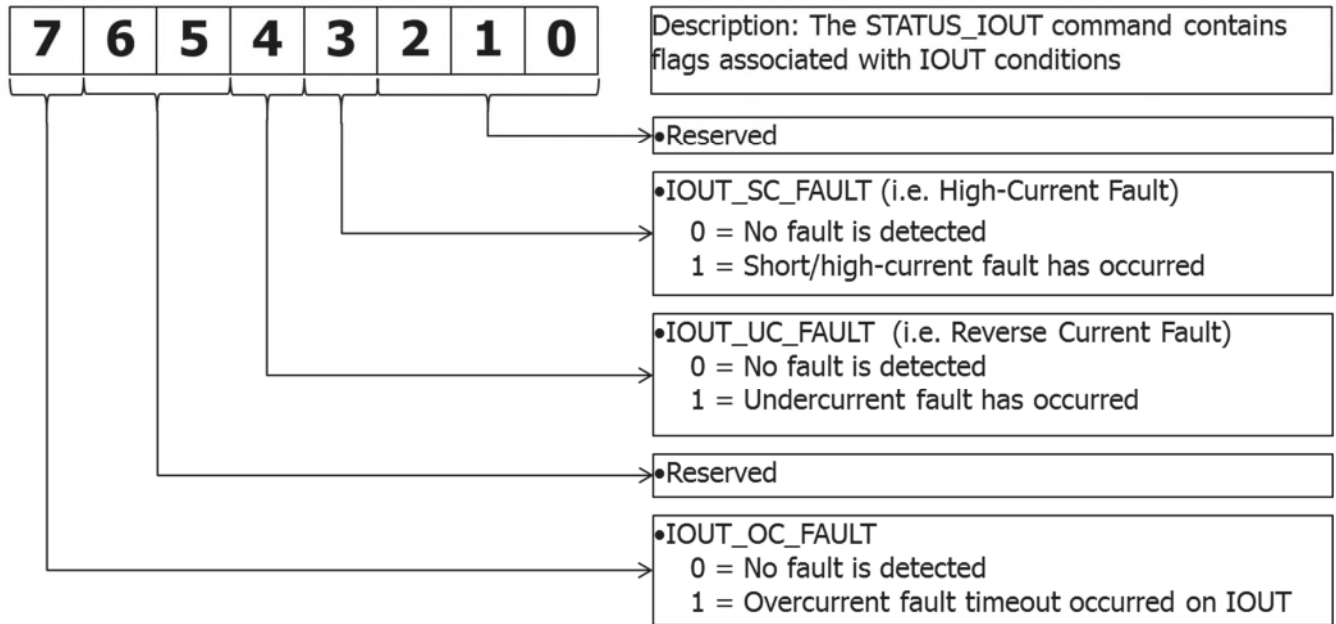 7 6 5 4 3 2 1 0
Description: The STATUS_IOUT command contains
flags associated with IOUT conditions
•Reserved
•IOUT_SC_FAULT (i.e. High-Current Fault)
0 = No fault is detected
1 = Short/high-current fault has occurred
•IOUT_UC_FAULT (i.e. Reverse Current Fault)
0 = No fault is detected
1 = Undercurrent fault has occurred
•Reserved
•IOUT_OC_FAULT
0 = No fault is detected
1 = Overcurrent fault timeout occurred on IOUT